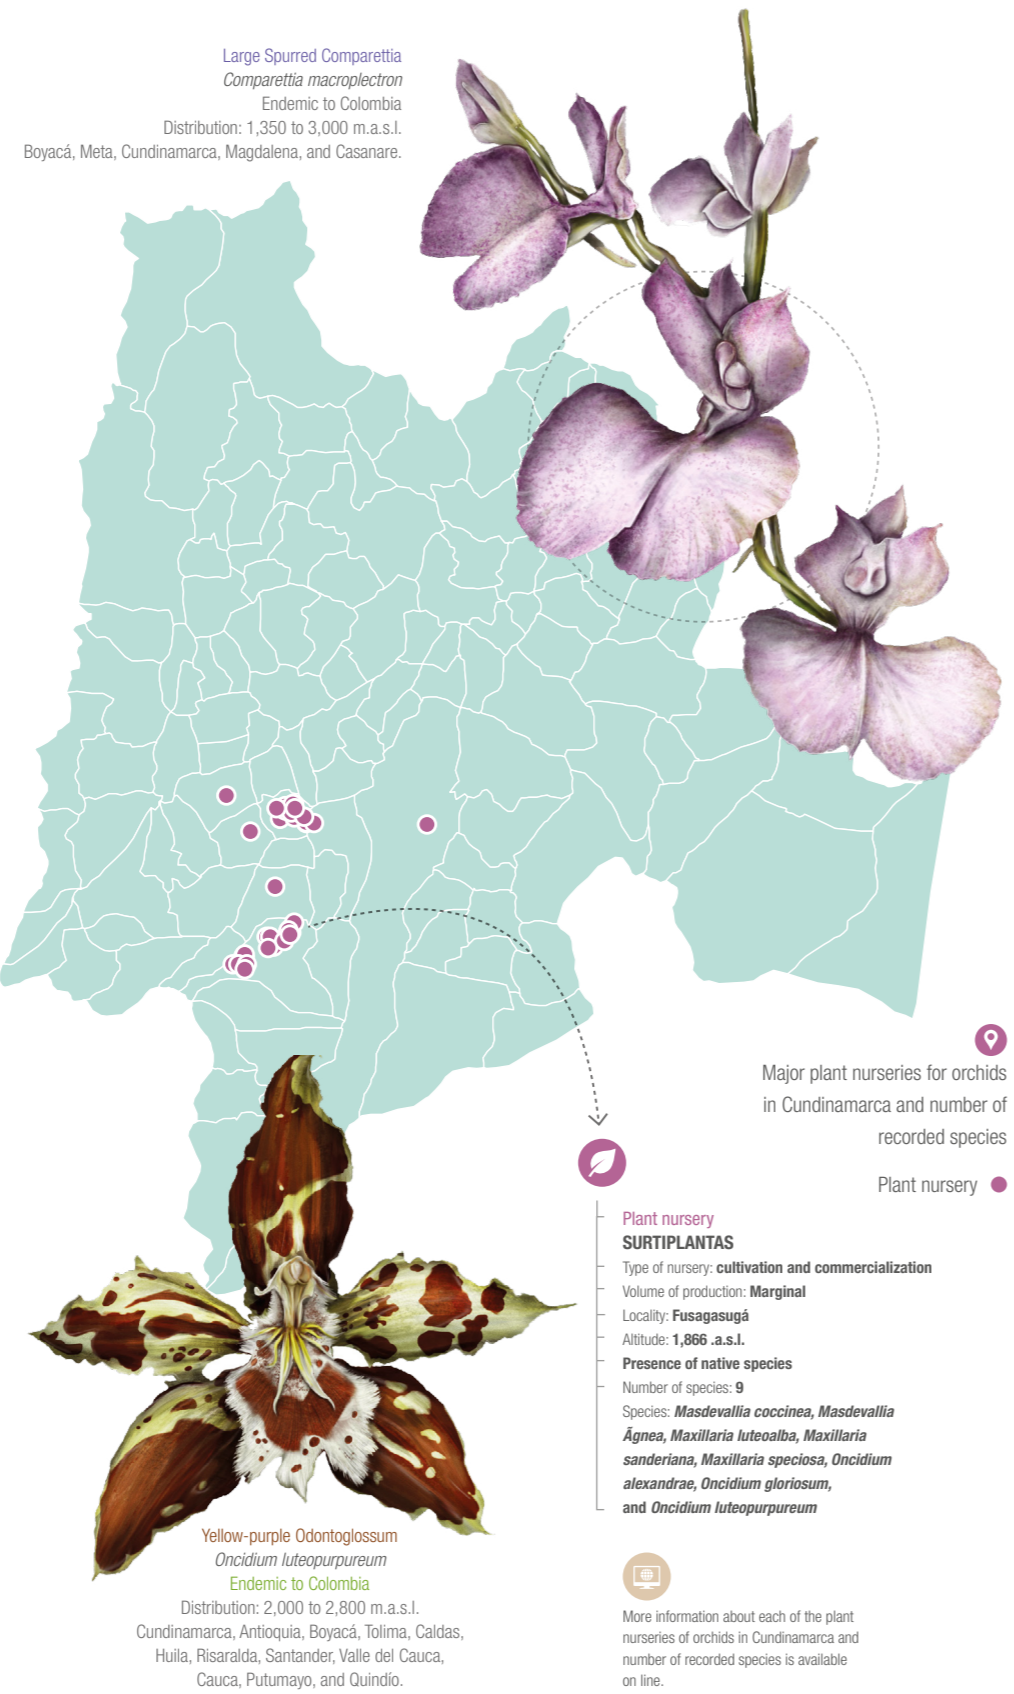 Large Spurred Comparettia
Comparettia macroplectron
Endemic to Colombia
Distribution: 1,350 to 3,000 m.a.s.l.
Boyacá, Meta, Cundinamarca, Magdalena, and Casanare.
Major plant nurseries for orchids
in Cundinamarca and number of
recorded species
Plant nursery
Plant nursery
SURTIPLANTAS
Type of nursery: cultivation and commercialization
Volume of production: Marginal
Locality: Fusagasugá
Altitude: 1,866 .a.s.l.
Presence of native species
Number of species: 9
Species: Masdevallia coccinea, Masdevallia
Ãgnea, Maxillaria luteoalba, Maxillaria
sanderiana, Maxillaria speciosa, Oncidium
alexandrae, Oncidium gloriosum,
and Oncidium luteopurpureum
Yellow-purple Odontoglossum
Oncidium luteopurpureum
Endemic to Colombia
Distribution: 2,000 to 2,800 m.a.s.l.
Cundinamarca, Antioquia, Boyacá, Tolima, Caldas,
Huila, Risaralda, Santander, Valle del Cauca,
Cauca, Putumayo, and Quindío.
More information about each of the plant
nurseries of orchids in Cundinamarca and
number of recorded species is available
on line.